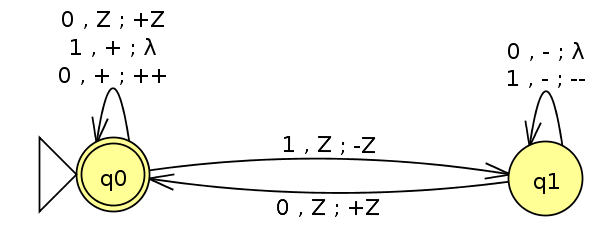 0 , Z ; +Z
1 , + ; λ
0 , + ; ++
0 , - ; λ
1 , - ; --
1 , Z ; -Z
q0
q1
0 , Z ; +Z